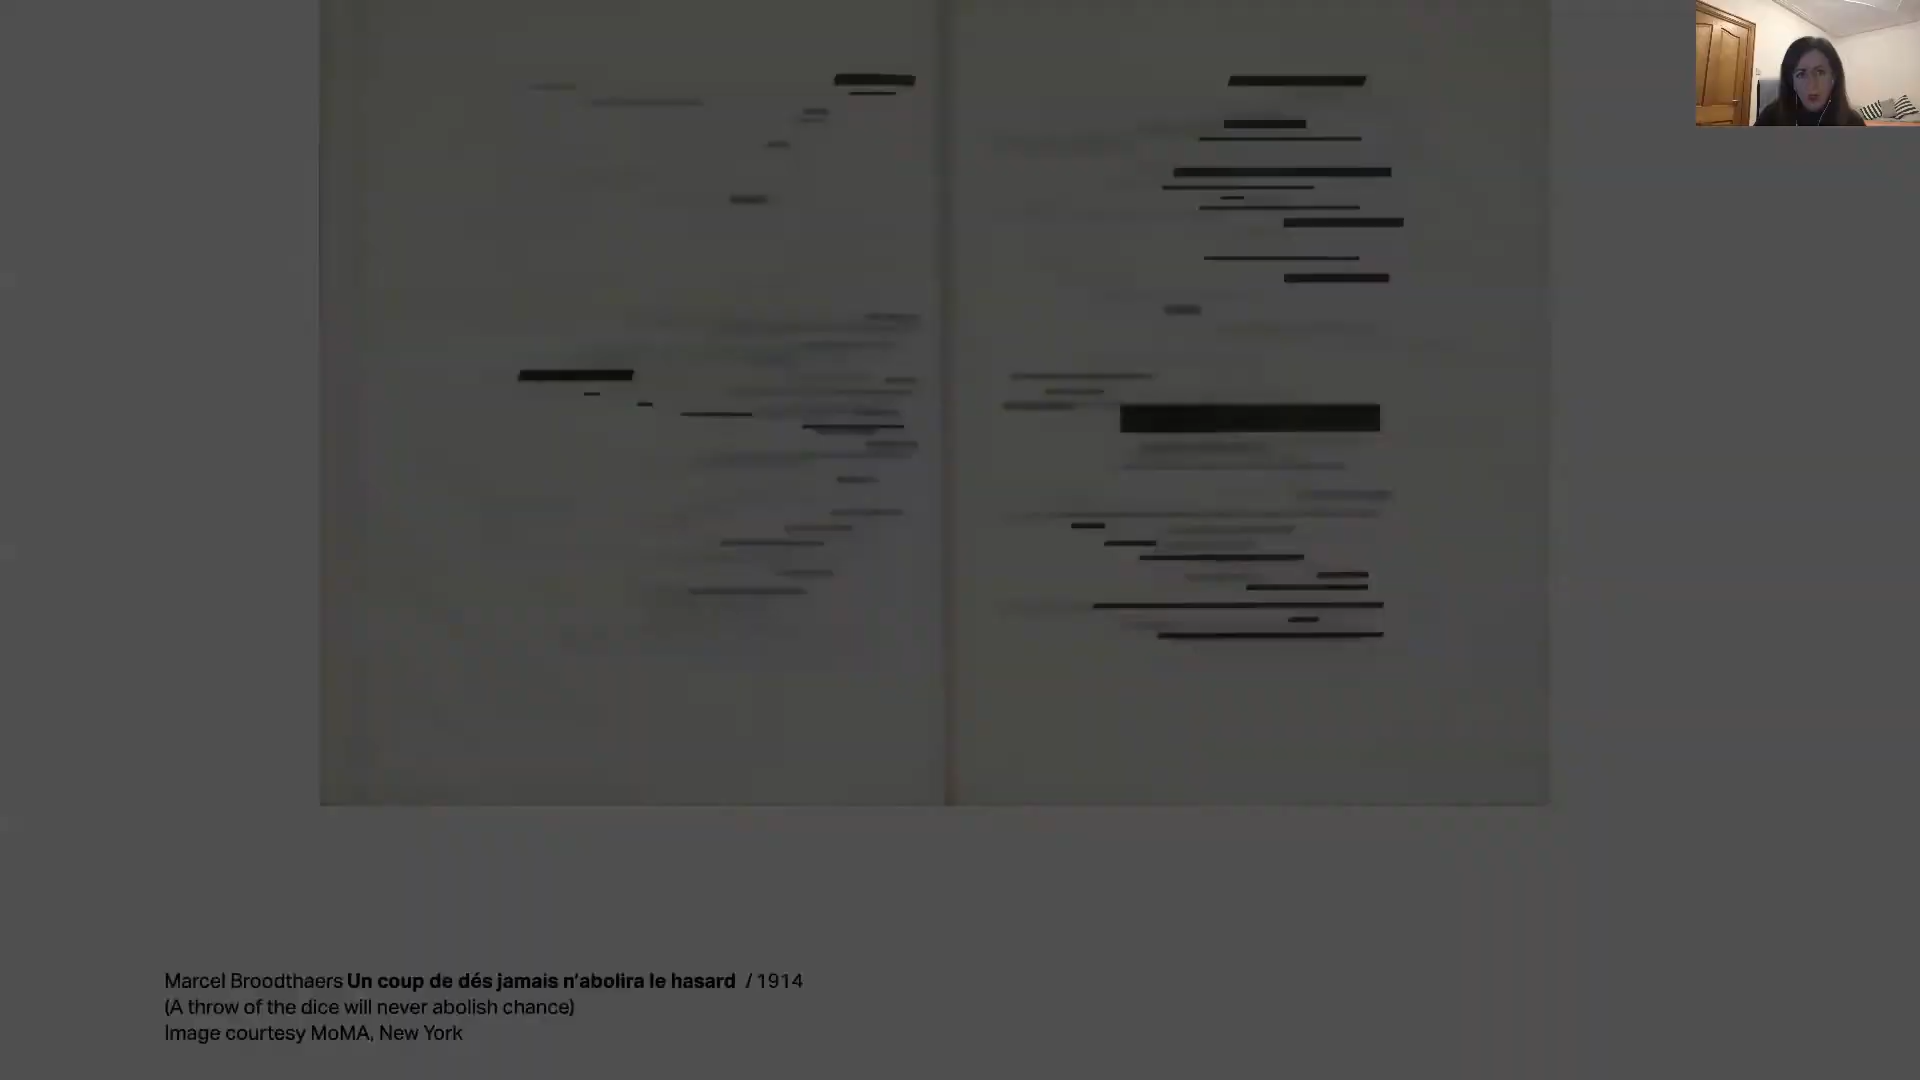 Marcel Broodthaers Un coup de dés jamais n’abolira le hasard / 1914
(A throw of the dice will never abolish chance)
Image courtesy MoMA, New York